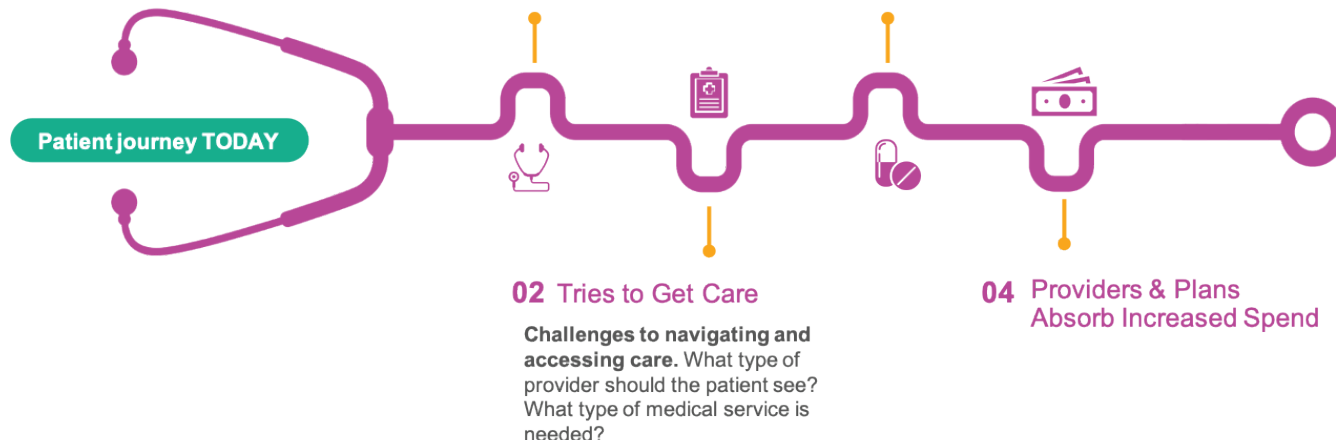 Patient journey TODAY
02 Tries to Get Care
Challenges to navigating and
accessing care. What type of
provider should the patient see?
What type of medical service is
needed?
04 Providers & Plans
Absorb Increased Spend